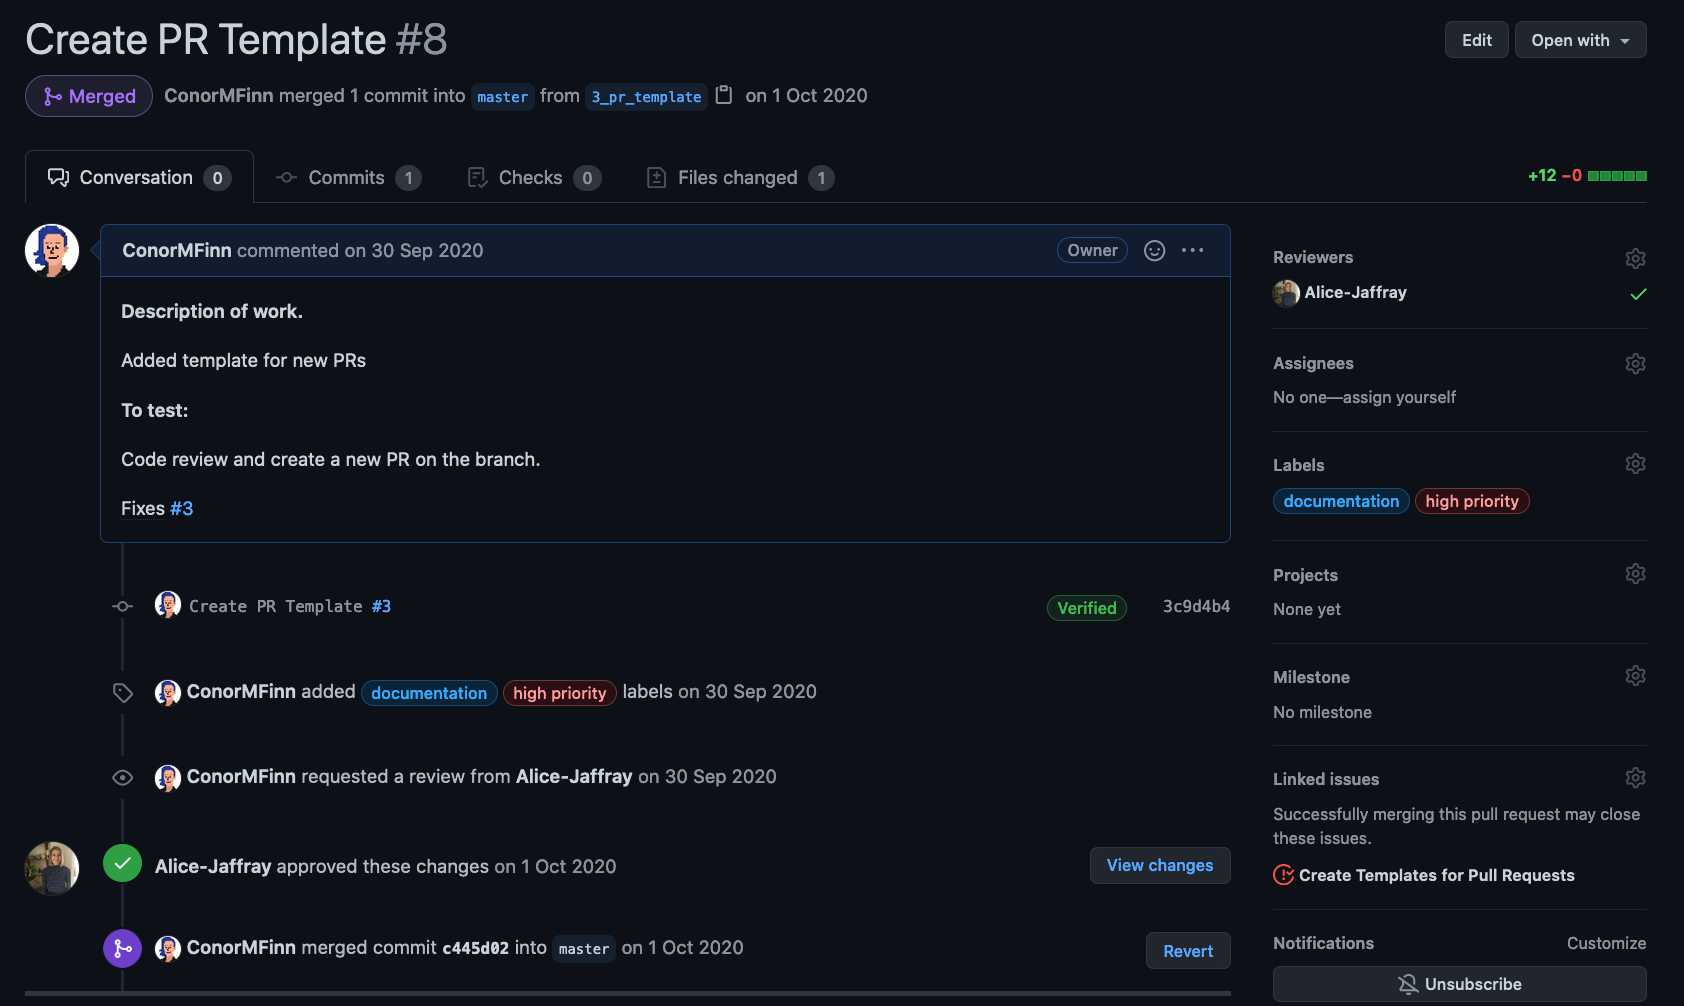 Create PR Template #8
Edit
Open with
Merged
ConorMFinn merged 1 commit into master from 3_pr_template on 1 Oct 2020
Conversation 0
Commits 1
Checks 0
Files changed 1
+12 −0
ConorMFinn commented on 30 Sep 2020
Owner
Description of work.
Added template for new PRs
To test:
Code review and create a new PR on the branch.
Fixes #3
Create PR Template #3
Verified
3c9d4b4
ConorMFinn added documentation high priority labels on 30 Sep 2020
ConorMFinn requested a review from Alice-Jaffray on 30 Sep 2020
Alice-Jaffray approved these changes on 1 Oct 2020
View changes
ConorMFinn merged commit c445d02 into master on 1 Oct 2020
Revert
Reviewers
Alice-Jaffray
Assignees
No one—assign yourself
Labels
documentation high priority
Projects
None yet
Milestone
No milestone
Linked issues
Successfully merging this pull request may close
these issues.
Create Templates for Pull Requests
Notifications
Customize
Unsubscribe